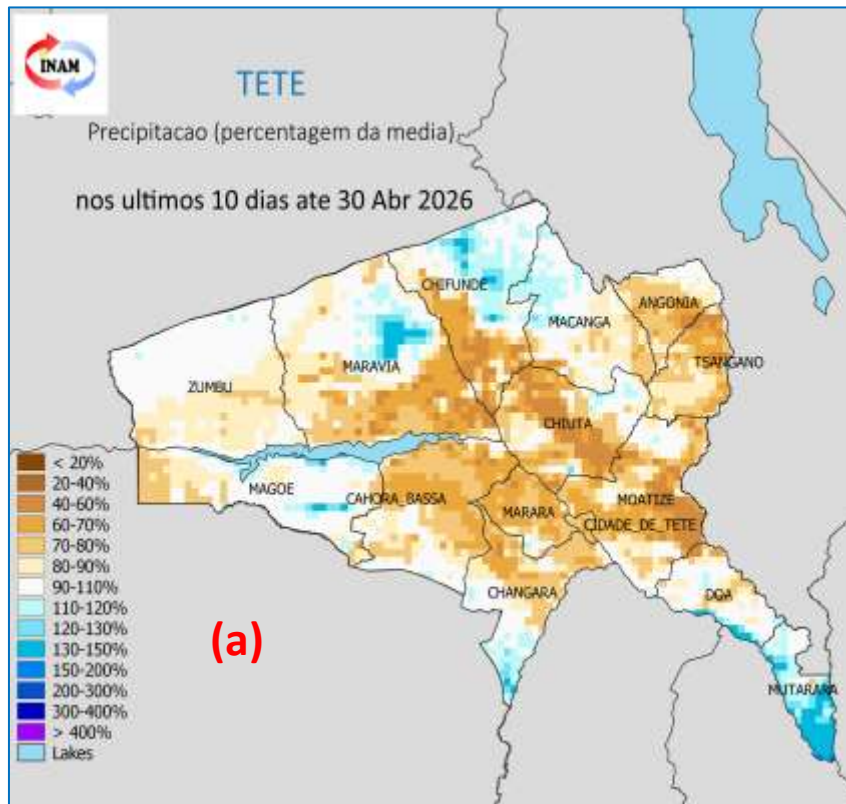 INAM
TETE
Precipitacao (percentagem da media)
nos ultimos 10 dias ate 30 Abr 2026
CHIFUNDE
ANGONIA
MACANGA
TSANGANO
MARAVIA
ZUMBU
CHIUTA
MAGOE
CAHORA_BASSA
MOATIZE
MARARA
CIDADE_DE_TETE
CHANGARA
DOA
MUTARARA
< 20%
20-40%
40-60%
60-70%
70-80%
80-90%
90-110%
110-120%
120-130%
130-150%
150-200%
200-300%
300-400%
> 400%
Lakes
(a)